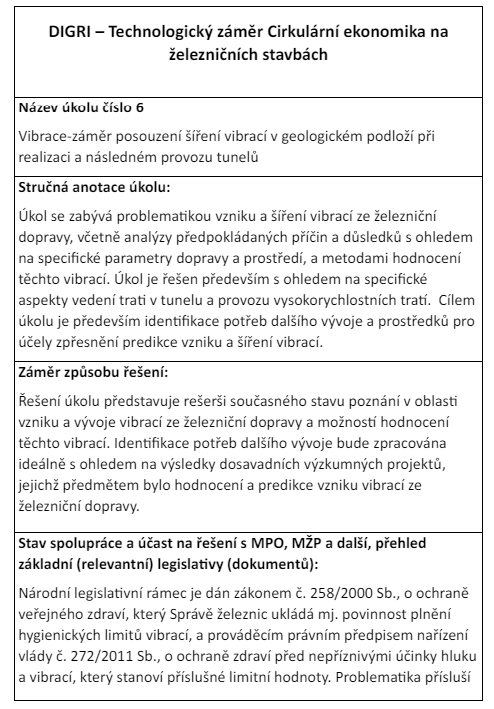 DIGRI – Technologický záměr Cirkulární ekonomika na
železničních stavbách
Název úkolu číslo 6
Vibrace-záměr posouzení šíření vibrací v geologickém podloží při
realizaci a následném provozu tunelů
Stručná anotace úkolu:
Úkol se zabývá problematikou vzniku a šíření vibrací ze železniční
dopravy, včetně analýzy předpokládaných příčin a důsledků s ohledem
na specifické parametry dopravy a prostředí, a metodami hodnocení
těchto vibrací. Úkol je řešen především s ohledem na specifické
aspekty vedení trati v tunelu a provozu vysokorychlostních tratí.  Cílem
úkolu je především identifikace potřeb dalšího vývoje a prostředků pro
účely zpřesnění predikce vzniku a šíření vibrací.
Záměr způsobu řešení:
Řešení úkolu představuje rešerši současného stavu poznání v oblasti
vzniku a vývoje vibrací ze železniční dopravy a možností hodnocení
těchto vibrací. Identifikace potřeb dalšího vývoje bude zpracována
ideálně s ohledem na výsledky dosavadních výzkumných projektů,
jejichž předmětem bylo hodnocení a predikce vzniku vibrací ze
železniční dopravy.
Stav spolupráce a účast na řešení s MPO, MŽP a další, přehled
základní (relevantní) legislativy (dokumentů):
Národní legislativní rámec je dán zákonem č. 258/2000 Sb., o ochraně
veřejného zdraví, který Správě železnic ukládá mj. povinnost plnění
hygienických limitů vibrací, a prováděcím právním předpisem nařízení
vlády č. 272/2011 Sb., o ochraně zdraví před nepříznivými účinky hluku
a vibrací, který stanoví příslušné limitní hodnoty. Problematika přísluší